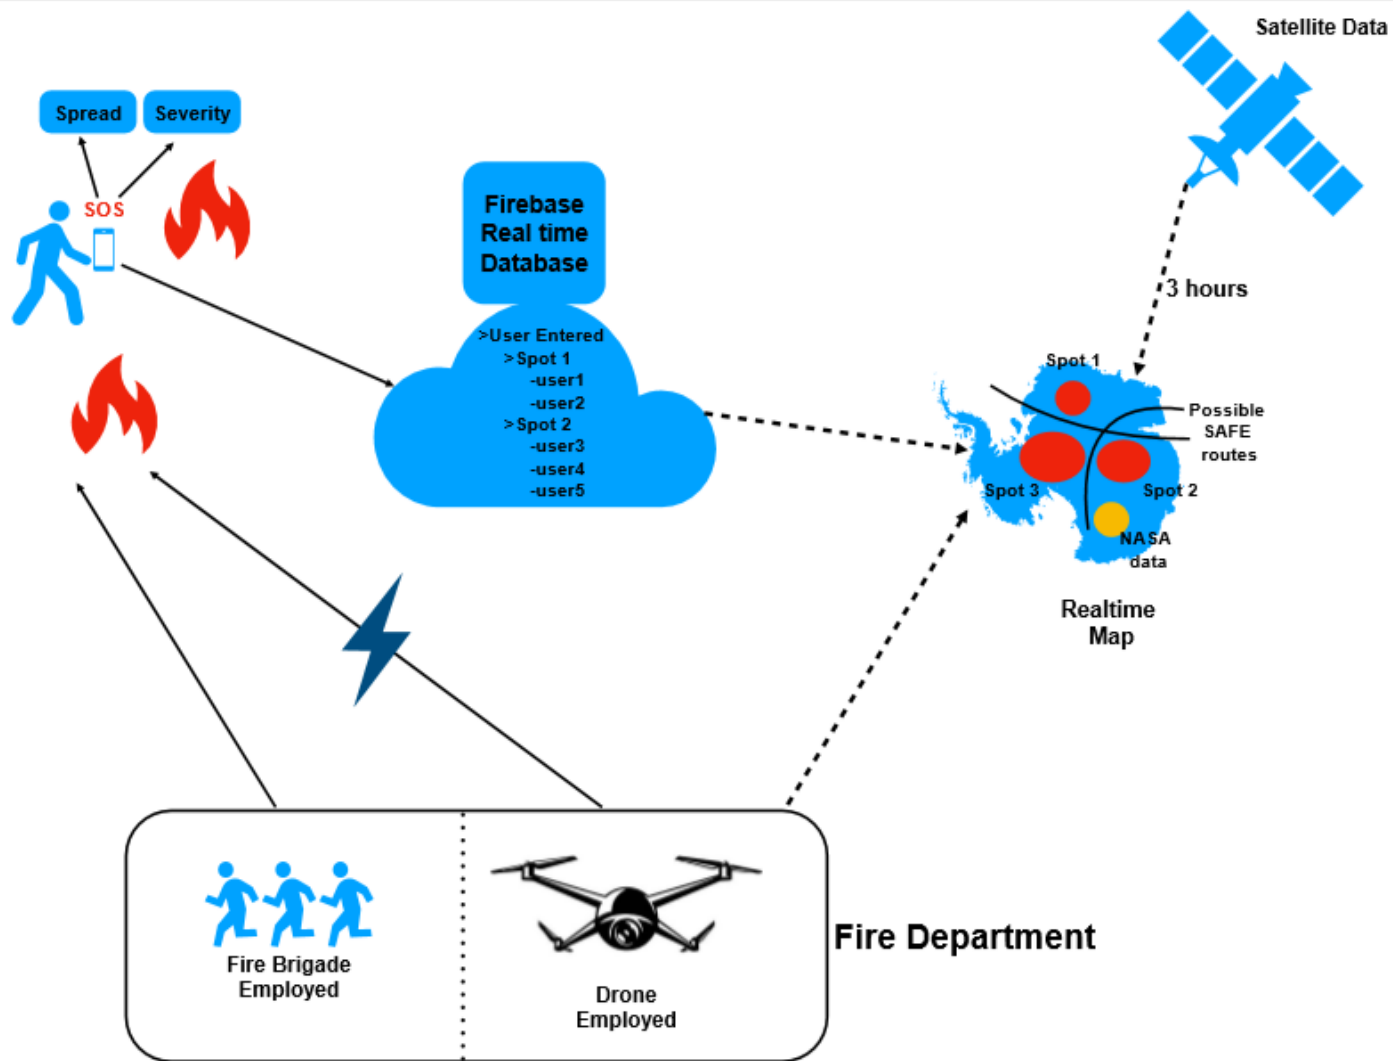 Satellite Data
Spread
Severity
SOS
Firebase
Real time
Database
>User Entered
>Spot 1
-user1
-user2
>Spot 2
-user3
-user4
-user5
3 hours
Spot 1
Possible
SAFE
routes
Spot 3
Spot 2
NASA
data
Realtime
Map
Fire Brigade
Employed
Drone
Employed
Fire Department